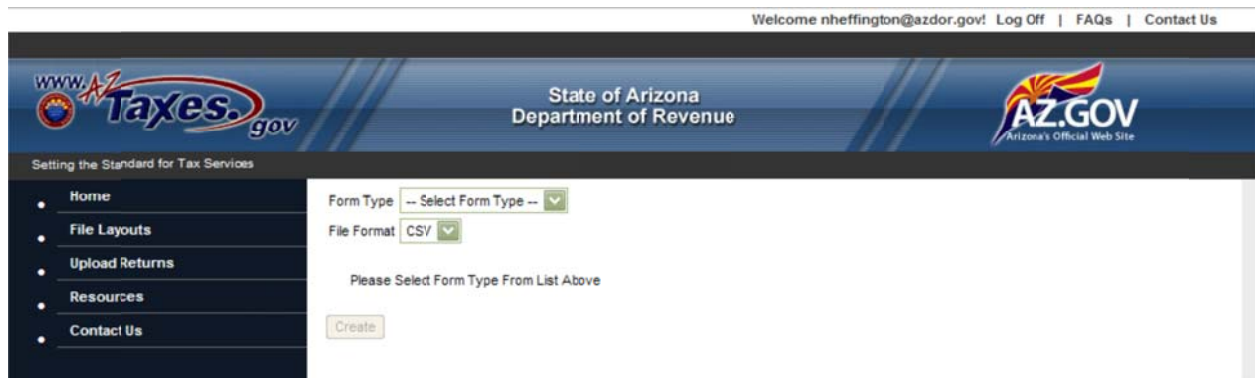 Welcome nheffington@azdor.gov! Log Off | FAQs | Contact Us
www.AZTaxes.gov
State of Arizona
Department of Revenue
AZ.GOV
Arizona's Official Web Site
Setting the Standard for Tax Services
Home
File Layouts
Upload Returns
Resources
Contact Us
Form Type -- Select Form Type --
File Format CSV
Please Select Form Type From List Above
Create